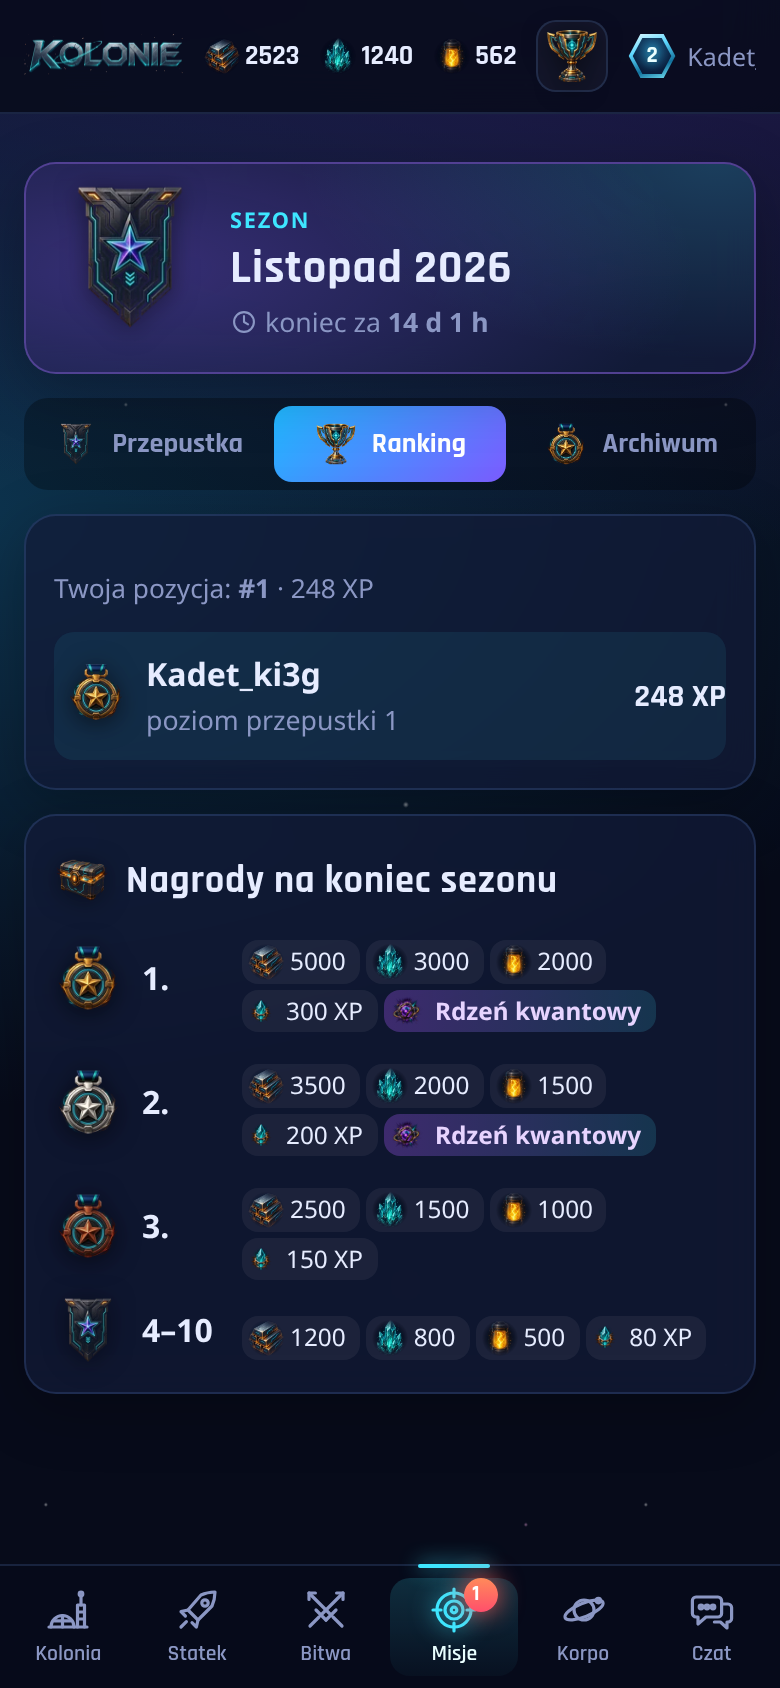 KOLONIE 2523 1240 562 2 Kadet
SEZON
Listopad 2026
koniec za 14 d 1 h
Przepustka Ranking Archiwum
Twoja pozycja: #1 · 248 XP
Kadet_ki3g
poziom przepustki 1
248 XP
Nagrody na koniec sezonu
1. 5000 3000 2000
300 XP Rdzeń kwantowy
2. 3500 2000 1500
200 XP Rdzeń kwantowy
3. 2500 1500 1000
150 XP
4–10 1200 800 500 80 XP
1
Kolonia Statek Bitwa Misje Korpo Czat